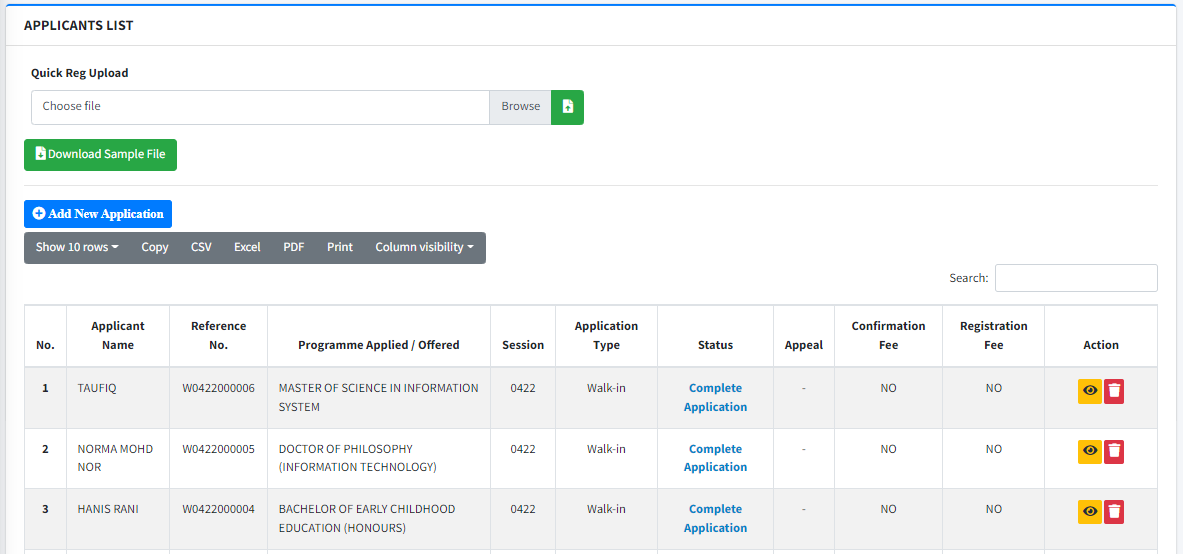 APPLICANTS LIST
Quick Reg Upload
Choose file
Browse
Download Sample File
Add New Application
Show 10 rows Copy CSV Excel PDF Print Column visibility
Search:
No. Applicant Name Reference No. Programme Applied / Offered Session Application Type Status Appeal Confirmation Fee Registration Fee Action
1 TAUFIQ W0422000006 MASTER OF SCIENCE IN INFORMATION SYSTEM 0422 Walk-in Complete Application - NO NO
2 NORMA MOHD NOR W0422000005 DOCTOR OF PHILOSOPHY (INFORMATION TECHNOLOGY) 0422 Walk-in Complete Application - NO NO
3 HANIS RANI W0422000004 BACHELOR OF EARLY CHILDHOOD EDUCATION (HONOURS) 0422 Walk-in Complete Application - NO NO